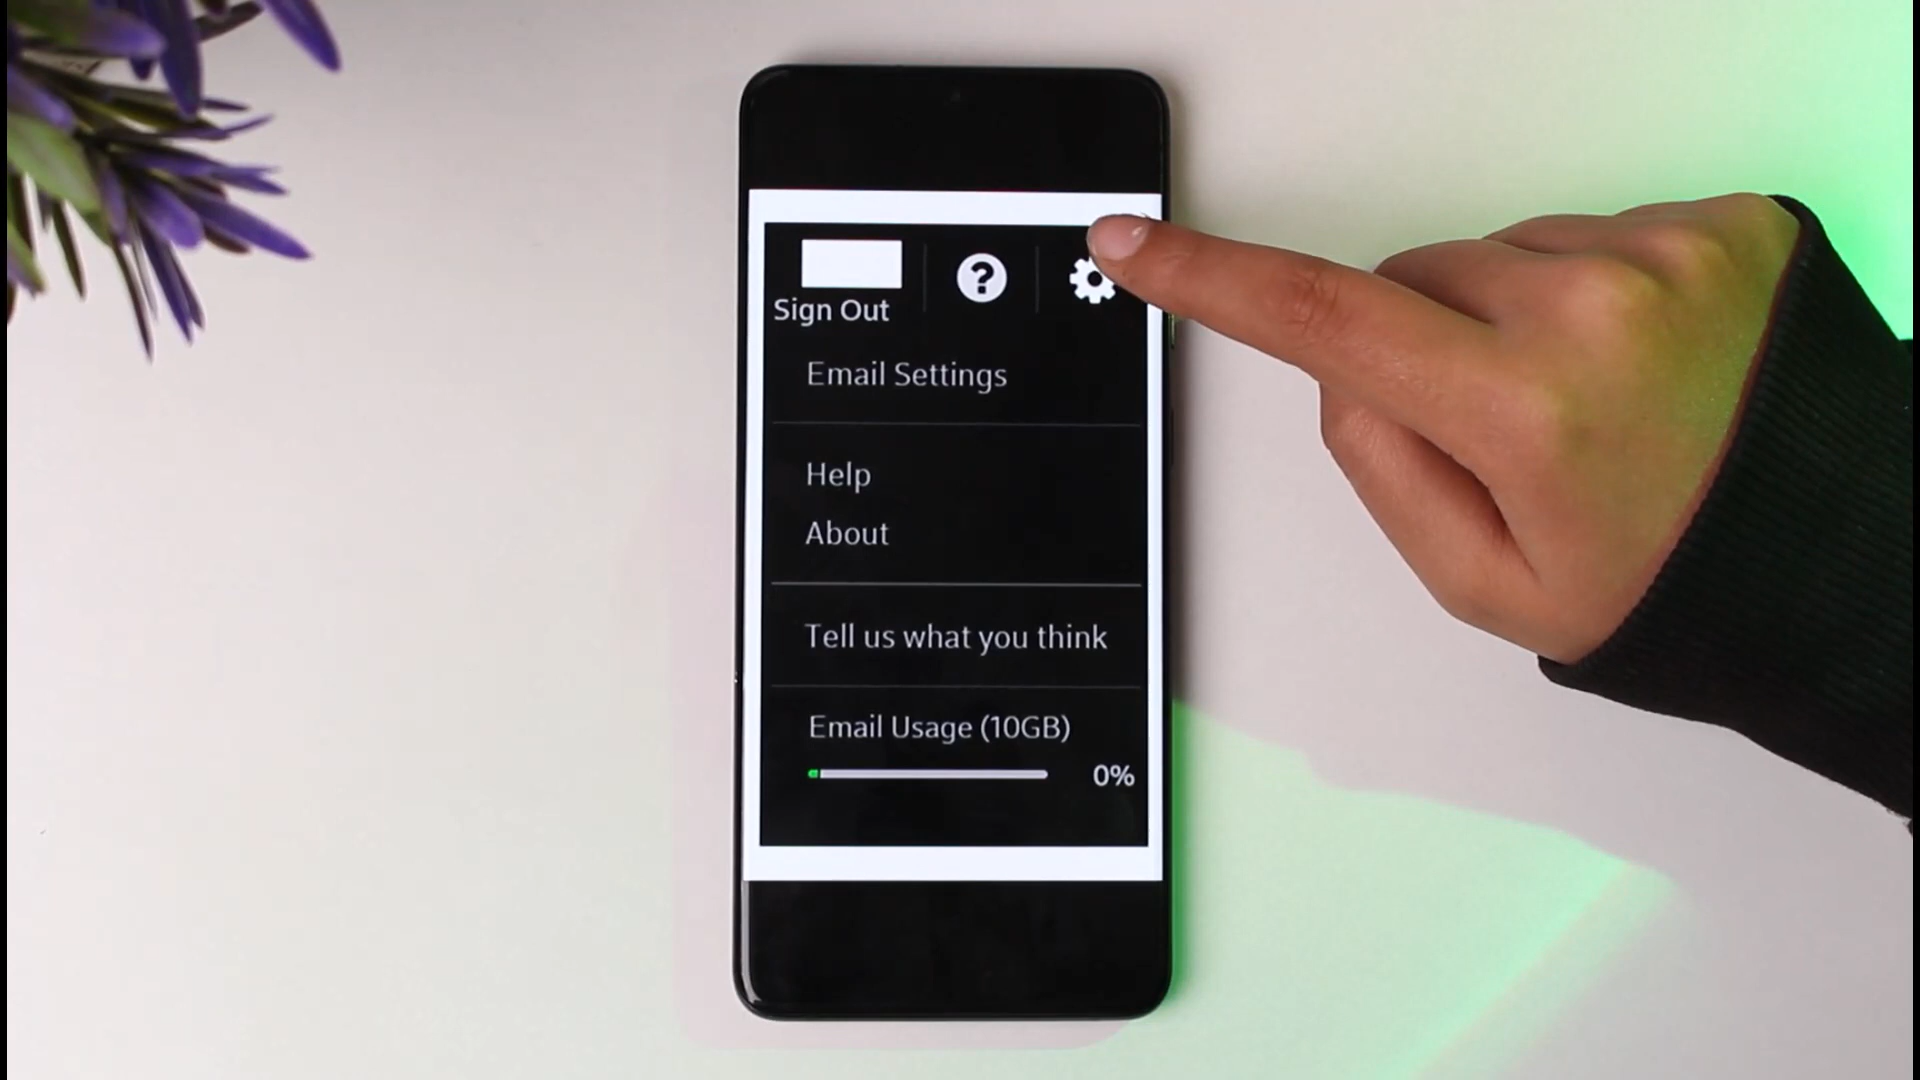 Sign Out
Email Settings
Help
About
Tell us what you think
Email Usage (10GB)
0%